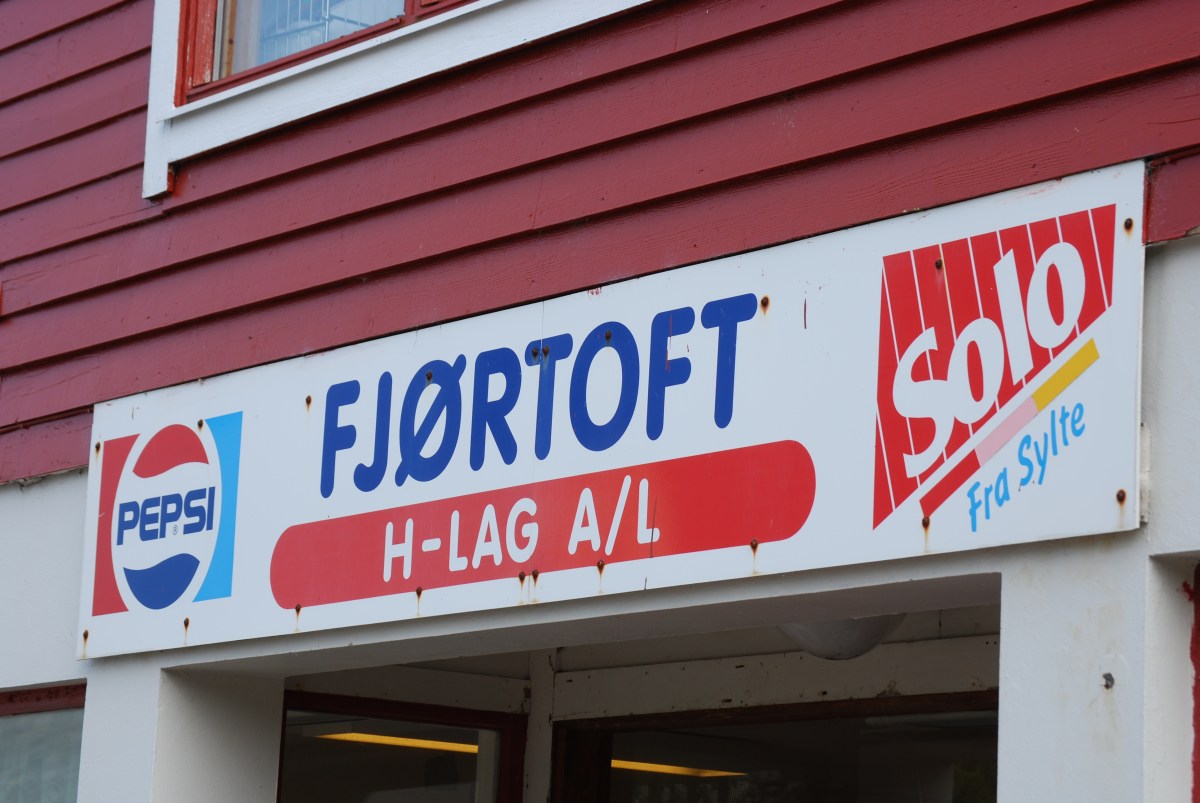 PEPSI®
FJØRTOFT
H-LAG A/L
Solo
Fra Sylte